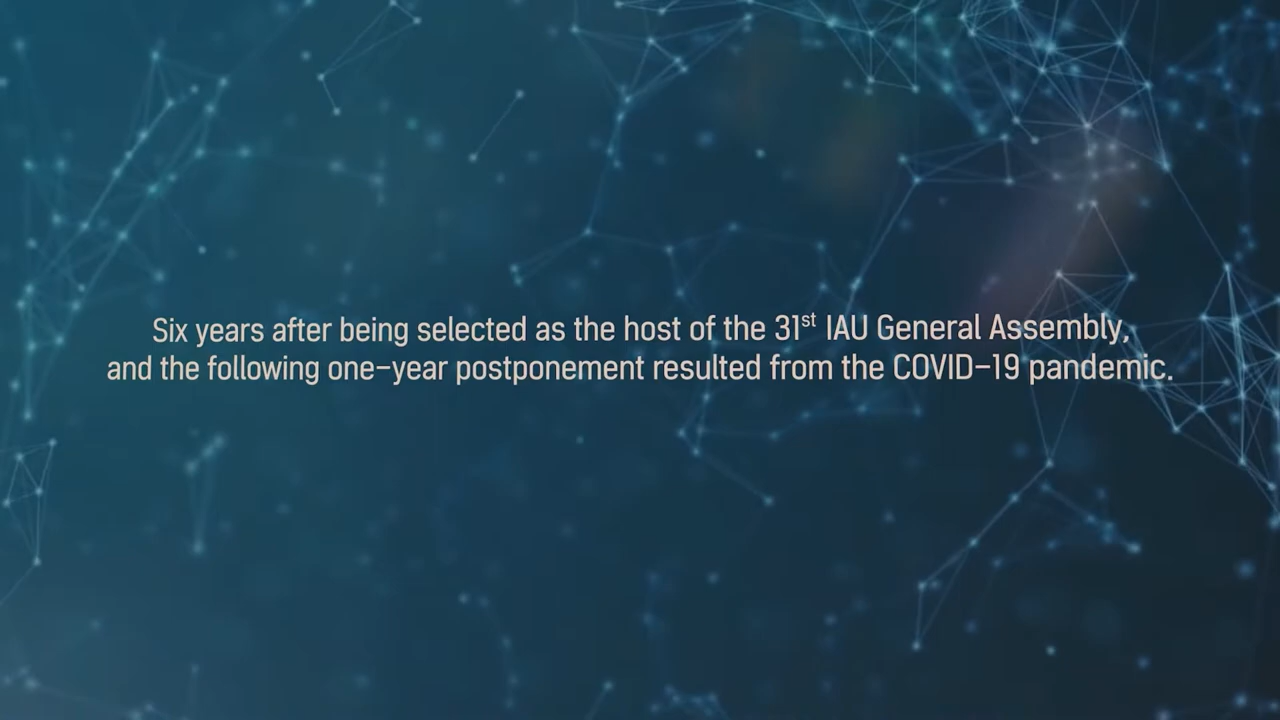 Six years after being selected as the host of the 31st IAU General Assembly,
and the following one-year postponement resulted from the COVID-19 pandemic.